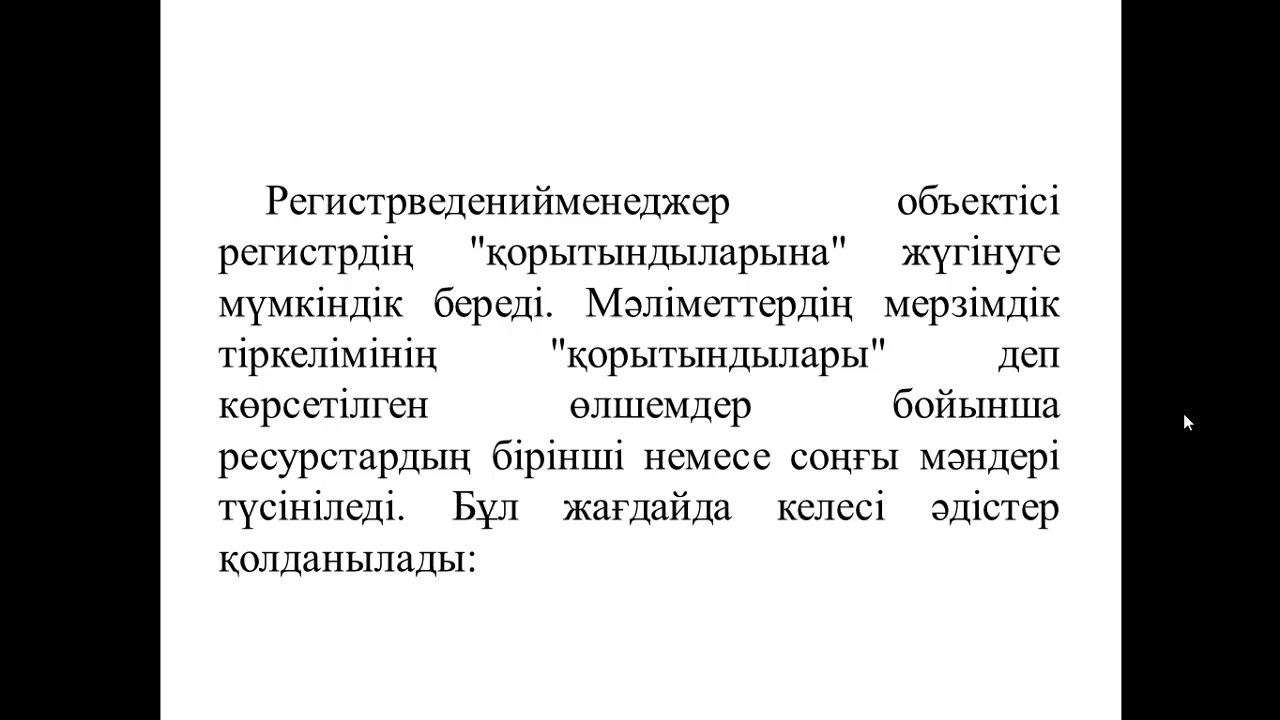 Регистрведенийменеджер объектісі
регистрдің "қорытындыларына" жүгінуге
мүмкіндік береді. Мәліметтердің мерзімдік
тіркелімінің "қорытындылары" деп
көрсетілген өлшемдер бойынша
ресурстардың бірінші немесе соңғы мәндері
түсініледі. Бұл жағдайда келесі әдістер
қолданылады: